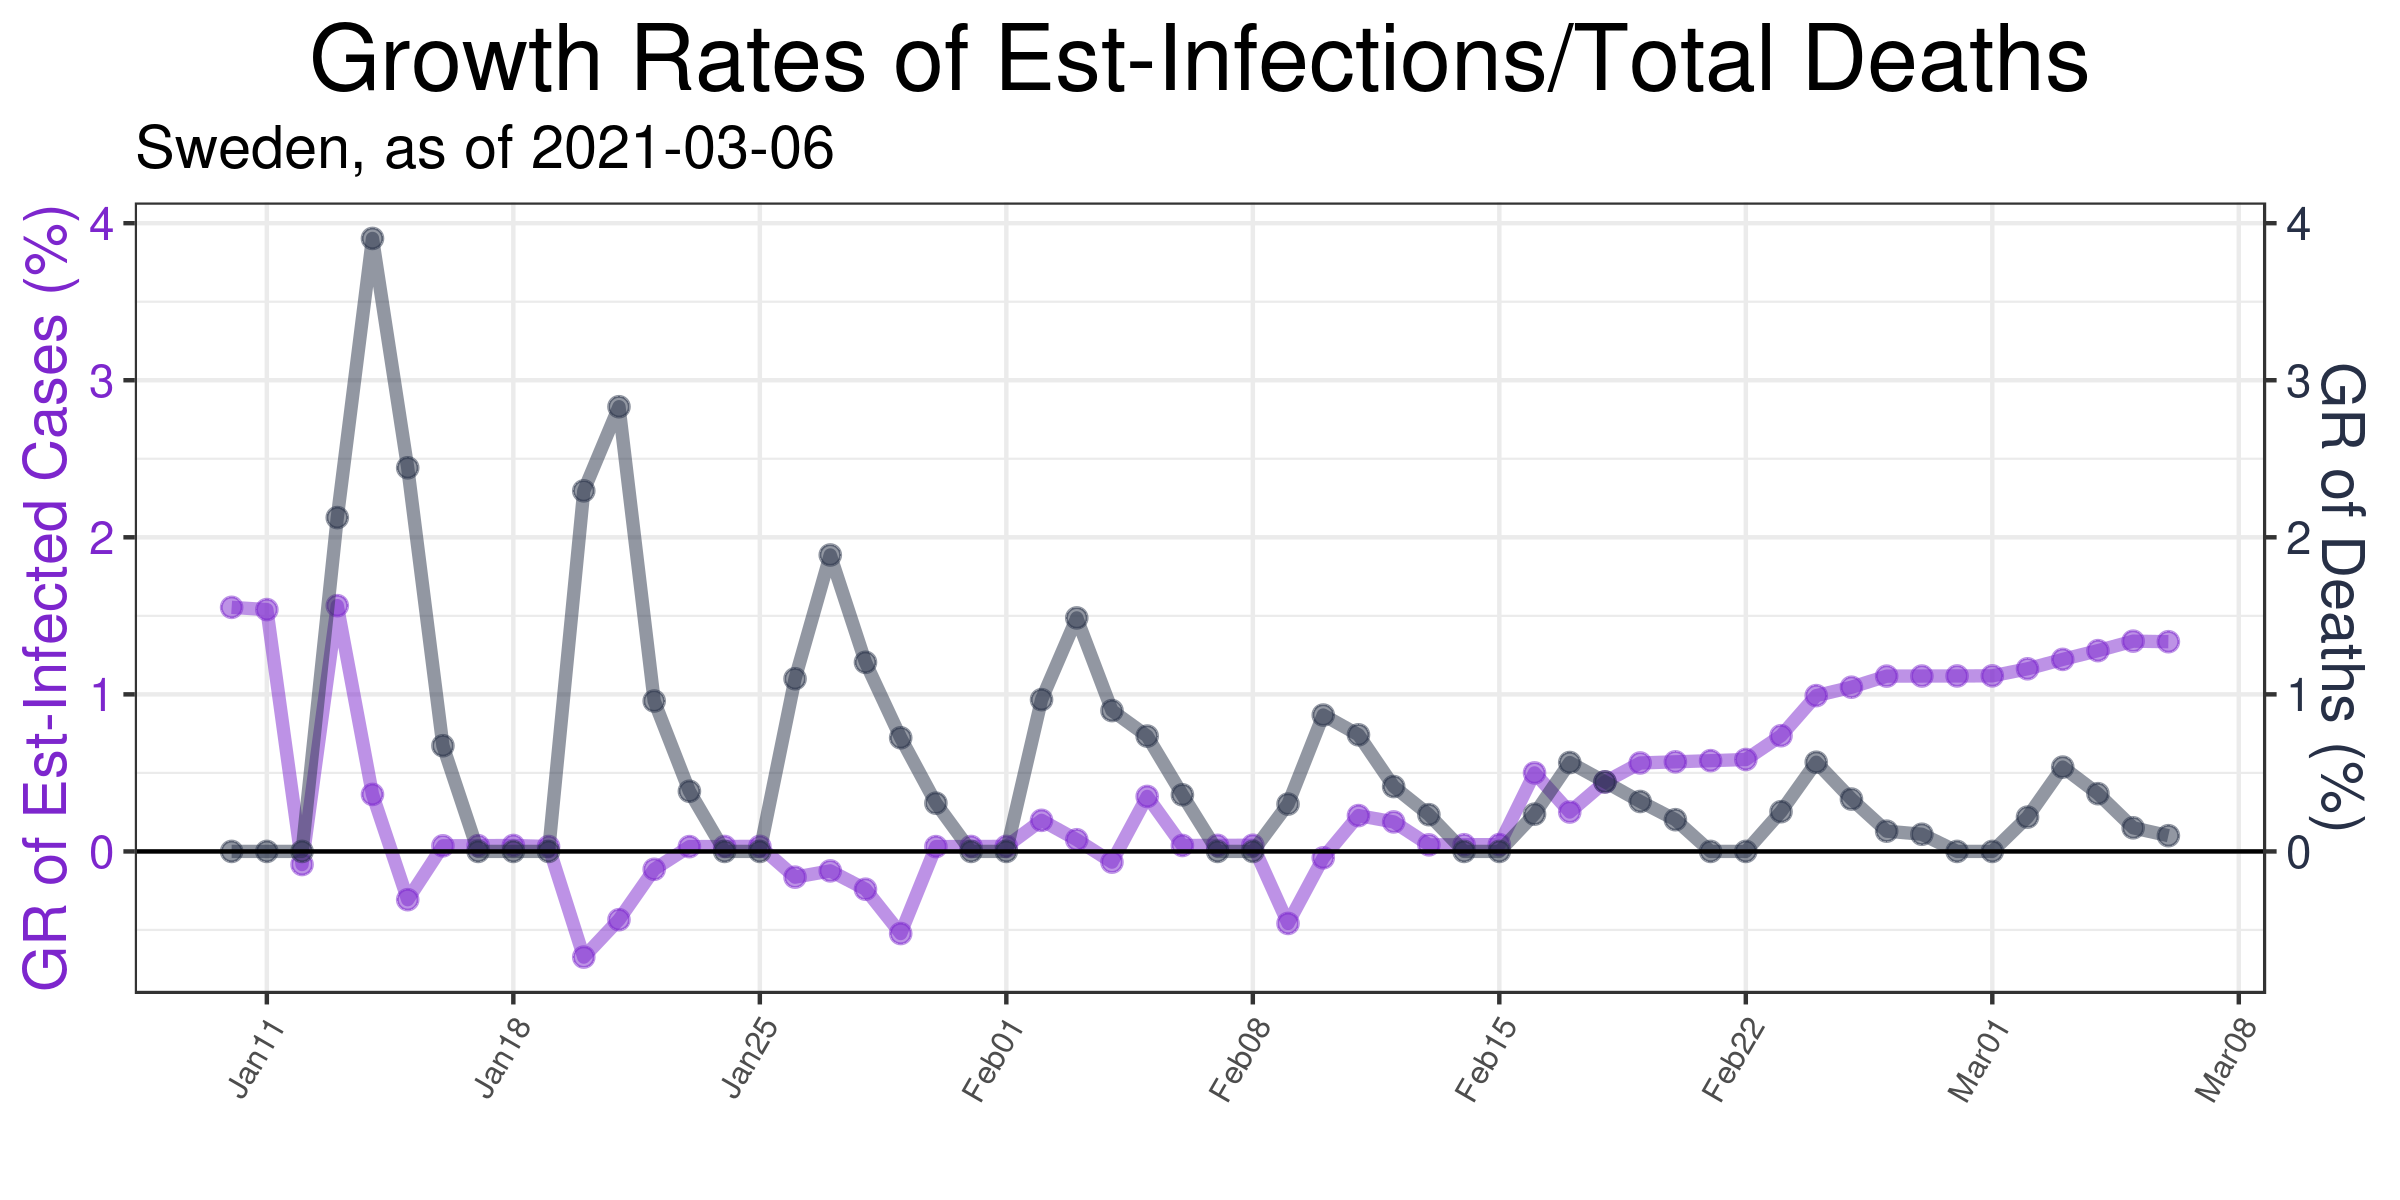 Growth Rates of Est-Infections/Total Deaths
Sweden, as of 2021-03-06
GR of Est-Infected Cases (%)
4
3
2
1
0
4
3
2
1
0
GR of Deaths (%)
Jan11
Jan18
Jan25
Feb01
Feb08
Feb15
Feb22
Mar01
Mar08